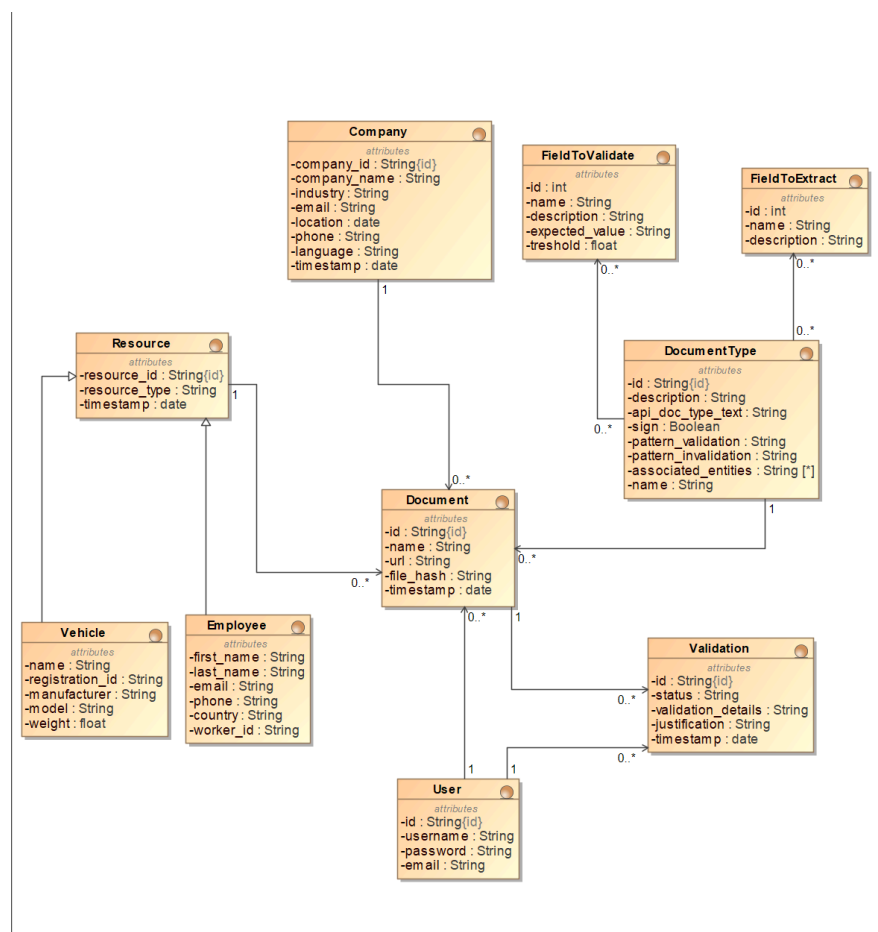 Company
attributes
-company_id : String{id}
-company_name : String
-industry : String
-email : String
-location : date
-phone : String
-language : String
-timestamp : date
1
0..*
FieldToValidate
attributes
-id : int
-name : String
-description : String
-expected_value : String
-treshold : float
0..*
0..*
FieldToExtract
attributes
-id : int
-name : String
-description : String
0..*
0..*
Resource
attributes
-resource_id : String{id}
-resource_type : String
-timestamp : date
1
0..*
DocumentType
attributes
-id : String{id}
-description : String
-api_doc_type_text : String
-sign : Boolean
-pattern_validation : String
-pattern_invalidation : String
-associated_entities : String [*]
-name : String
1
0..*
Document
attributes
-id : String{id}
-name : String
-url : String
-file_hash : String
-timestamp : date
0..*
1
Vehicle
attributes
-name : String
-registration_id : String
-manufacturer : String
-model : String
-weight : float
Employee
attributes
-first_name : String
-last_name : String
-email : String
-phone : String
-country : String
-worker_id : String
Validation
attributes
-id : String{id}
-status : String
-validation_details : String
-justification : String
-timestamp : date
0..*
0..*
1
1
User
attributes
-id : String{id}
-username : String
-password : String
-email : String